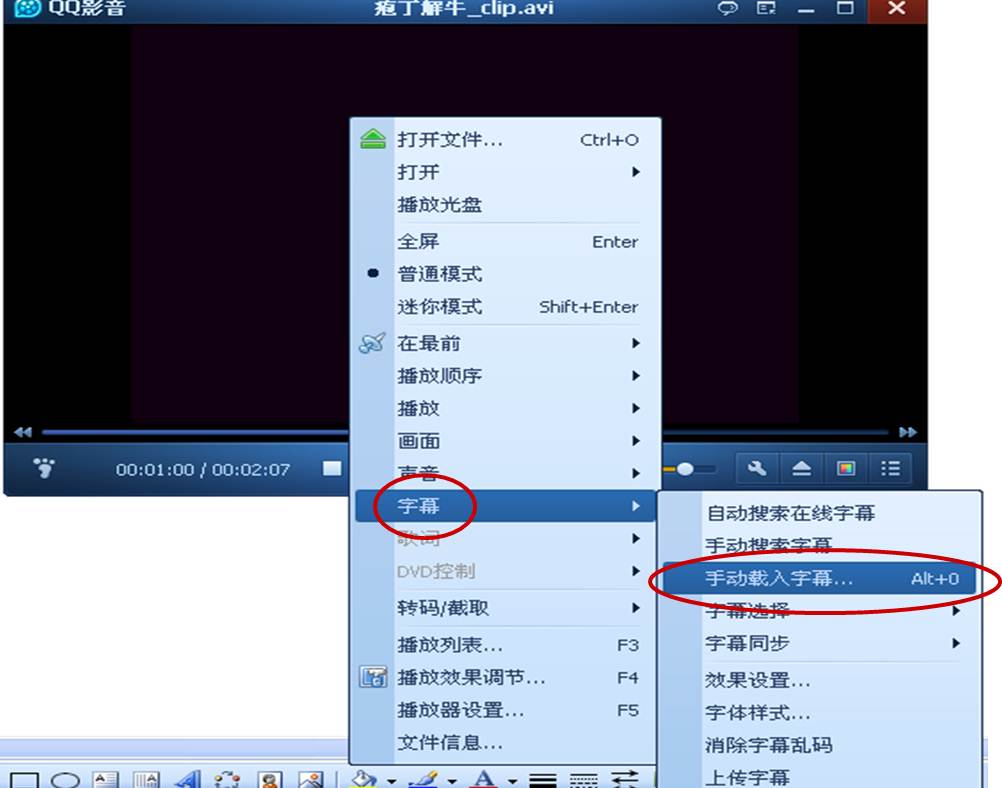 QQ影音
庖丁解牛_clip.avi
打开文件... Ctrl+O
打开
播放光盘
全屏 Enter
普通模式
迷你模式 Shift+Enter
在最前
播放顺序
播放
画面
声音
00:01:00 / 00:02:07
字幕
歌词
DVD控制
转码/截取
播放列表... F3
播放效果调节... F4
播放器设置... F5
文件信息...
自动搜索在线字幕
手动搜索字幕
手动载入字幕... Alt+O
字幕选择
字幕同步
效果设置...
字体样式...
消除字幕乱码
上传字幕